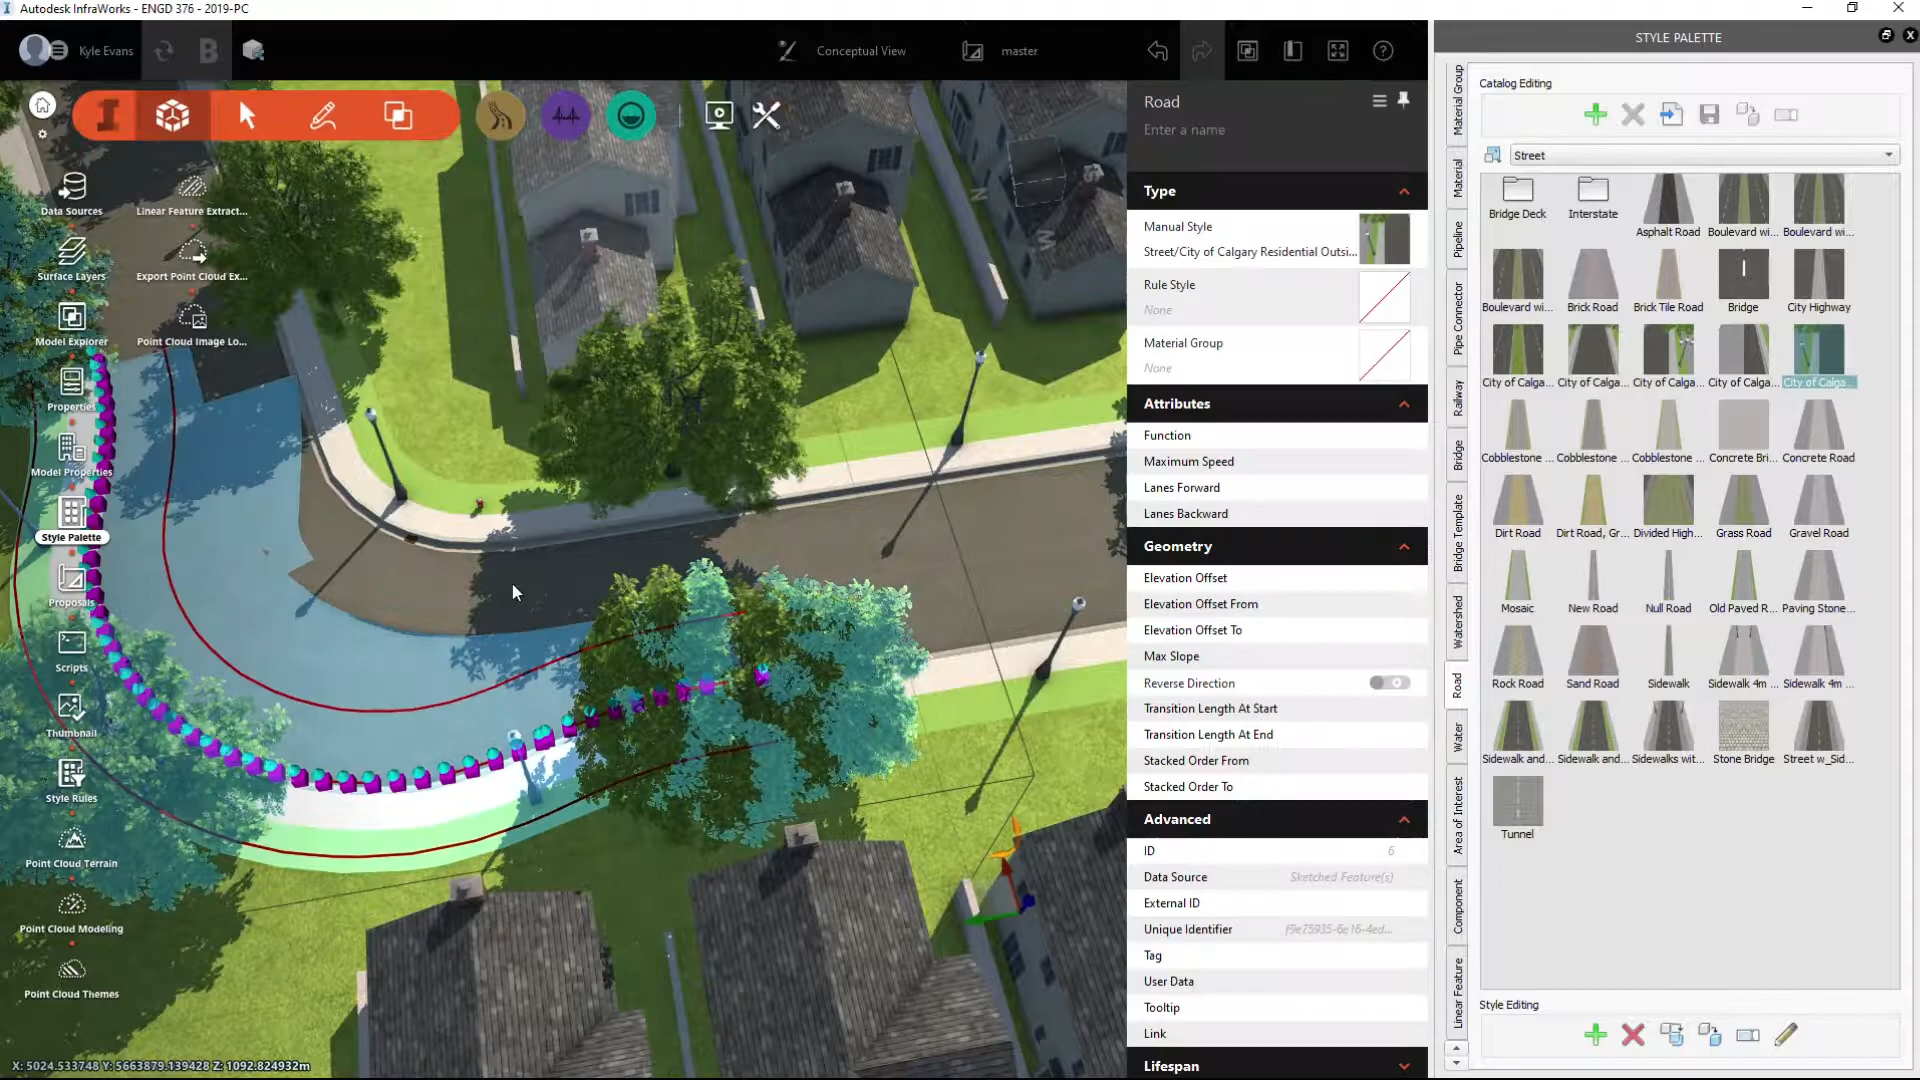 Autodesk InfraWorks - ENGD 376 - 2019-PC
Kyle Evans
Conceptual View
master
Data Sources
Linear Feature Extract...
Surface Layers
Export Point Cloud Ex...
Model Explorer
Point Cloud Image Lo...
Properties
Model Properties
Style Palette
Proposals
Scripts
Thumbnail
Style Rules
Point Cloud Terrain
Point Cloud Modeling
Point Cloud Themes
X: 5024.533748 Y: 5663879.139428 Z: 1092.824932m
Road
Enter a name
Type
Manual Style
Street/City of Calgary Residential Outsi...
Rule Style
None
Material Group
None
Attributes
Function
Maximum Speed
Lanes Forward
Lanes Backward
Geometry
Elevation Offset
Elevation Offset From
Elevation Offset To
Max Slope
Reverse Direction
Transition Length At Start
Transition Length At End
Stacked Order From
Stacked Order To
Advanced
ID 6
Data Source Sketched Feature(s)
External ID
Unique Identifier f9e75935-6e16-4ed...
Tag
User Data
Tooltip
Link
Lifespan
STYLE PALETTE
Material Group
Material
Pipeline
Pipe Connector
Railway
Bridge
Bridge Template
Watershed
Road
Water
Area of Interest
Component
Linear Feature
Catalog Editing
Street
Bridge Deck Interstate Asphalt Road Boulevard wi... Boulevard wi...
Boulevard wi... Brick Road Brick Tile Road Bridge City Highway
City of Calga... City of Calga... City of Calga... City of Calga... City of Calga...
Cobblestone ... Cobblestone ... Cobblestone ... Concrete Bri... Concrete Road
Dirt Road Dirt Road, Gr... Divided High... Grass Road Gravel Road
Mosaic New Road Null Road Old Paved R... Paving Stone...
Rock Road Sand Road Sidewalk Sidewalk 4m ... Sidewalk 4m ...
Sidewalk and... Sidewalk and... Sidewalks wit... Stone Bridge Street w_Sid...
Tunnel
Style Editing